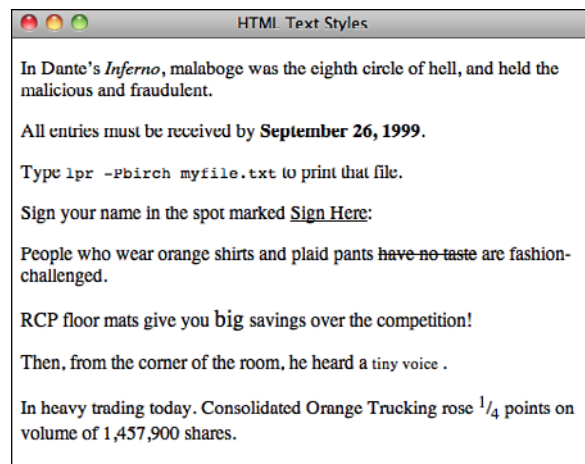 HTML Text Styles
In Dante's Inferno, malaboge was the eighth circle of hell, and held the
malicious and fraudulent.
All entries must be received by September 26, 1999.
Type lpr -Pbirch myfile.txt to print that file.
Sign your name in the spot marked Sign Here:
People who wear orange shirts and plaid pants have no taste are fashion-
challenged.
RCP floor mats give you big savings over the competition!
Then, from the corner of the room, he heard a tiny voice .
In heavy trading today. Consolidated Orange Trucking rose 1/4 points on
volume of 1,457,900 shares.